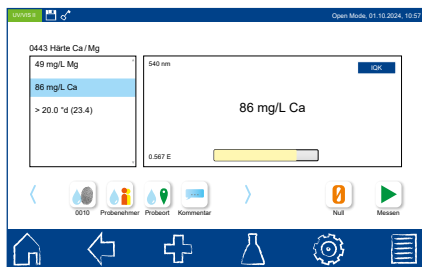 UV/VIS II
Open Mode, 01.10.2024, 10:57
0443 Härte Ca / Mg
49 mg/L Mg
86 mg/L Ca
> 20.0 °d (23.4)
540 nm
IQK
86 mg/L Ca
0.567 E
0010 Probenehmer Probeort Kommentar Null Messen